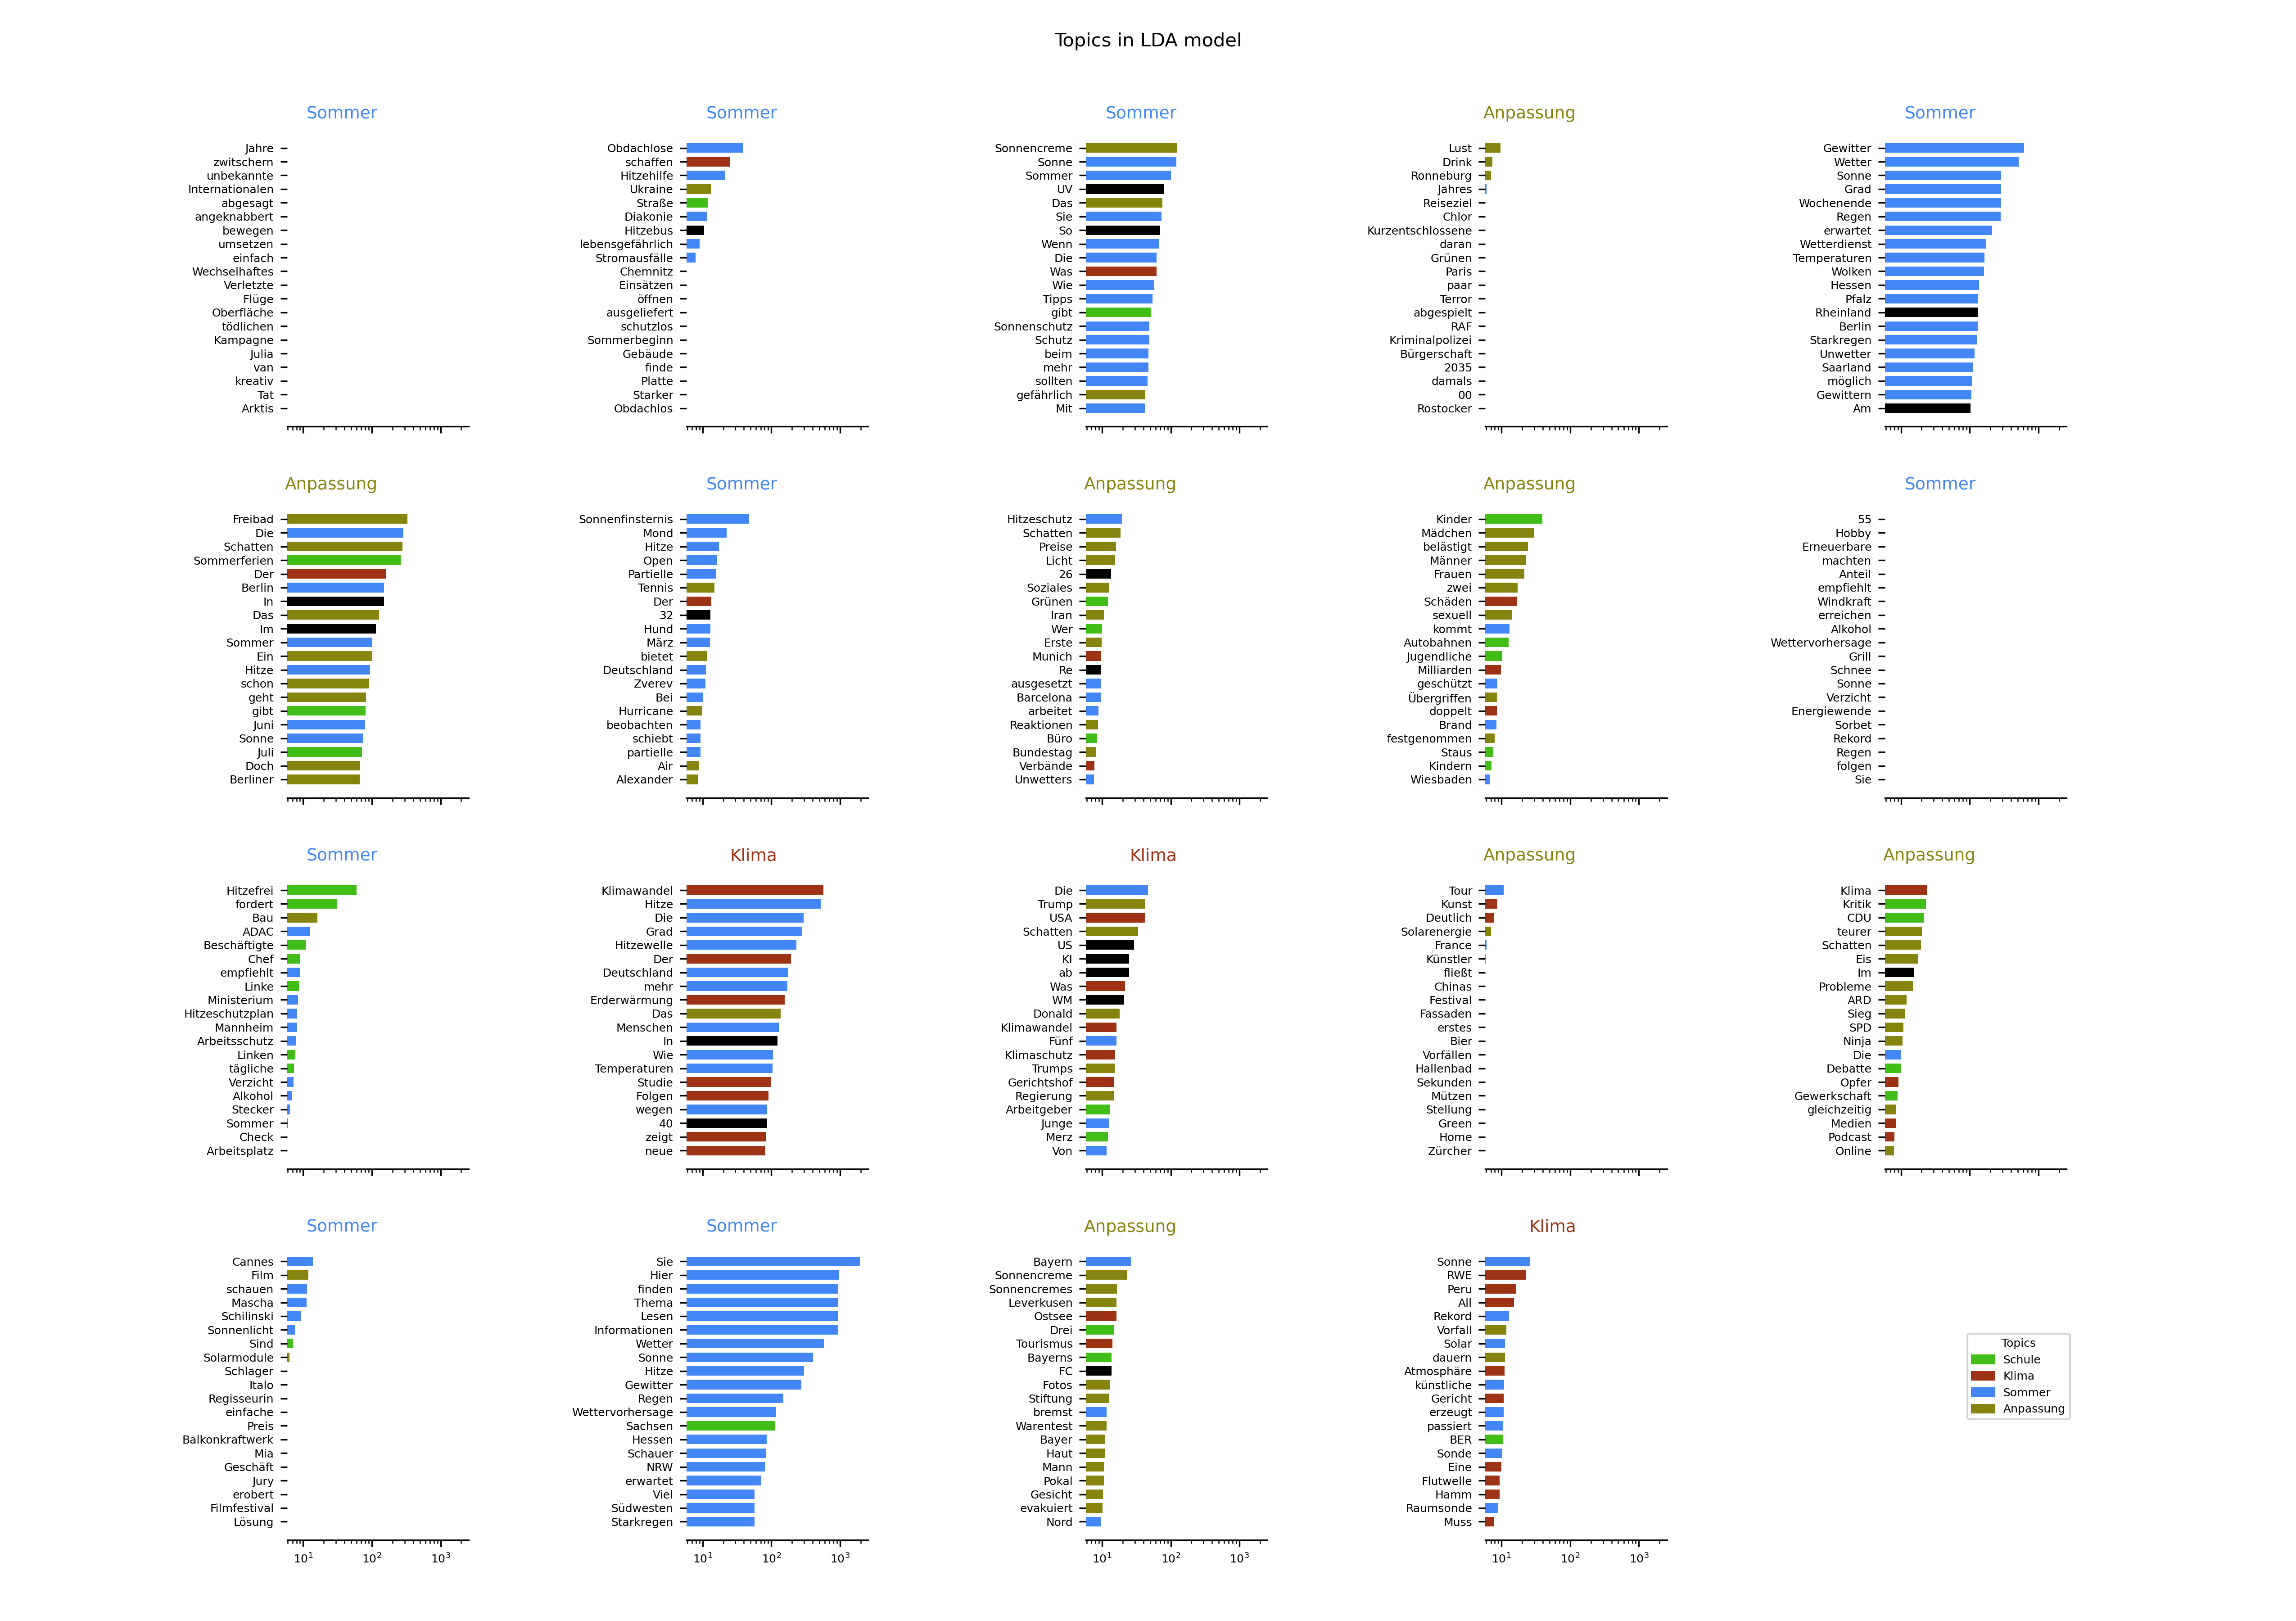 Topics in LDA model
Sommer
Jahre
zwitschern
unbekannte
Internationalen
abgesagt
angeknabbert
bewegen
umsetzen
einfach
Wechselhaftes
Verletzte
Flüge
Oberfläche
tödlichen
Kampagne
Julia
van
kreativ
Tat
Arktis
Sommer
Obdachlose
schaffen
Hitzehilfe
Ukraine
Straße
Diakonie
Hitzebus
lebensgefährlich
Stromausfälle
Chemnitz
Einsätzen
öffnen
ausgeliefert
schutzlos
Sommerbeginn
Gebäude
finde
Platte
Starker
Obdachlos
Sommer
Sonnencreme
Sonne
Sommer
UV
Das
Sie
So
Wenn
Die
Was
Wie
Tipps
gibt
Sonnenschutz
Schutz
beim
mehr
sollten
gefährlich
Mit
Anpassung
Lust
Drink
Ronneburg
Jahres
Reiseziel
Chlor
Kurzentschlossene
daran
Grünen
Paris
paar
Terror
abgespielt
RAF
Kriminalpolizei
Bürgerschaft
2035
damals
00
Rostocker
Sommer
Gewitter
Wetter
Sonne
Grad
Wochenende
Regen
erwartet
Wetterdienst
Temperaturen
Wolken
Hessen
Pfalz
Rheinland
Berlin
Starkregen
Unwetter
Saarland
möglich
Gewittern
Am
Anpassung
Freibad
Die
Schatten
Sommerferien
Der
Berlin
In
Das
Im
Sommer
Ein
Hitze
schon
geht
gibt
Juni
Sonne
Juli
Doch
Berliner
Sommer
Sonnenfinsternis
Mond
Hitze
Open
Partielle
Tennis
Der
32
Hund
März
bietet
Deutschland
Zverev
Bei
Hurricane
beobachten
schiebt
partielle
Air
Alexander
Anpassung
Hitzeschutz
Schatten
Preise
Licht
26
Soziales
Grünen
Iran
Wer
Erste
Munich
Re
ausgesetzt
Barcelona
arbeitet
Reaktionen
Büro
Bundestag
Verbände
Unwetters
Anpassung
Kinder
Mädchen
belästigt
Männer
Frauen
zwei
Schäden
sexuell
kommt
Autobahnen
Jugendliche
Milliarden
geschützt
Übergriffen
doppelt
Brand
festgenommen
Staus
Kindern
Wiesbaden
Sommer
55
Hobby
Erneuerbare
machten
Anteil
empfiehlt
Windkraft
erreichen
Alkohol
Wettervorhersage
Grill
Schnee
Sonne
Verzicht
Energiewende
Sorbet
Rekord
Regen
folgen
Sie
Sommer
Hitzefrei
fordert
Bau
ADAC
Beschäftigte
Chef
empfiehlt
Linke
Ministerium
Hitzeschutzplan
Mannheim
Arbeitsschutz
Linken
tägliche
Verzicht
Alkohol
Stecker
Sommer
Check
Arbeitsplatz
Klima
Klimawandel
Hitze
Die
Grad
Hitzewelle
Der
Deutschland
mehr
Erderwärmung
Das
Menschen
In
Wie
Temperaturen
Studie
Folgen
wegen
40
zeigt
neue
Klima
Die
Trump
USA
Schatten
US
KI
ab
Was
WM
Donald
Klimawandel
Fünf
Klimaschutz
Trumps
Gerichtshof
Regierung
Arbeitgeber
Junge
Merz
Von
Anpassung
Tour
Kunst
Deutlich
Solarenergie
France
Künstler
fließt
Chinas
Festival
Fassaden
erstes
Bier
Vorfällen
Hallenbad
Sekunden
Mützen
Stellung
Green
Home
Zürcher
Anpassung
Klima
Kritik
CDU
teurer
Schatten
Eis
Im
Probleme
ARD
Sieg
SPD
Ninja
Die
Debatte
Opfer
Gewerkschaft
gleichzeitig
Medien
Podcast
Online
Sommer
Cannes
Film
schauen
Mascha
Schilinski
Sonnenlicht
Sind
Solarmodule
Schlager
Italo
Regisseurin
einfache
Preis
Balkonkraftwerk
Mia
Geschäft
Jury
erobert
Filmfestival
Lösung
10¹ 10² 10³
Sommer
Sie
Hier
finden
Thema
Lesen
Informationen
Wetter
Sonne
Hitze
Gewitter
Regen
Wettervorhersage
Sachsen
Hessen
Schauer
NRW
erwartet
Viel
Südwesten
Starkregen
10¹ 10² 10³
Anpassung
Bayern
Sonnencreme
Sonnencremes
Leverkusen
Ostsee
Drei
Tourismus
Bayerns
FC
Fotos
Stiftung
bremst
Warentest
Bayer
Haut
Mann
Pokal
Gesicht
evakuiert
Nord
10¹ 10² 10³
Klima
Sonne
RWE
Peru
All
Rekord
Vorfall
Solar
dauern
Atmosphäre
künstliche
Gericht
erzeugt
passiert
BER
Sonde
Eine
Flutwelle
Hamm
Raumsonde
Muss
10¹ 10² 10³
Topics
Schule
Klima
Sommer
Anpassung